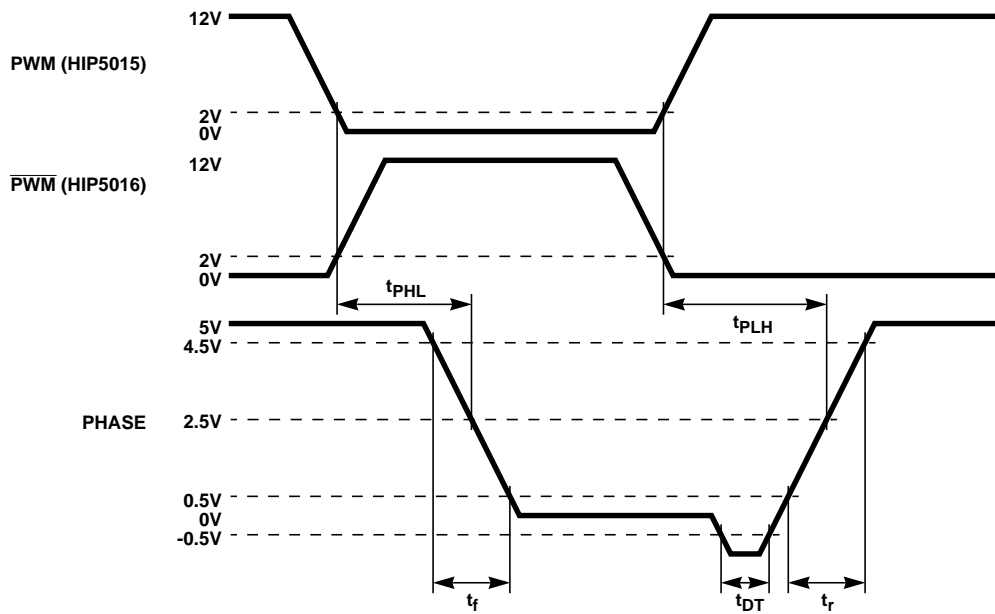 12V
PWM (HIP5015)
2V
0V
12V
P̅W̅M̅ (HIP5016)
2V
0V
tPHL
tPLH
5V
4.5V
PHASE
2.5V
0.5V
0V
-0.5V
tf
tDT
tr